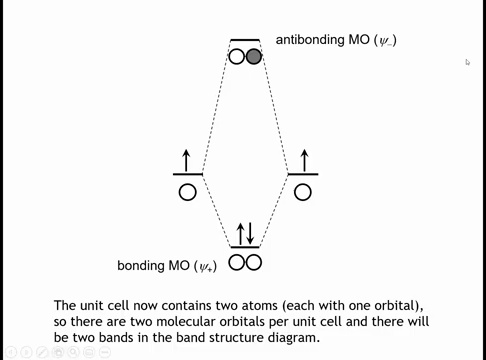 antibonding MO (ψ₋)
bonding MO (ψ₊)
The unit cell now contains two atoms (each with one orbital),
so there are two molecular orbitals per unit cell and there will
be two bands in the band structure diagram.